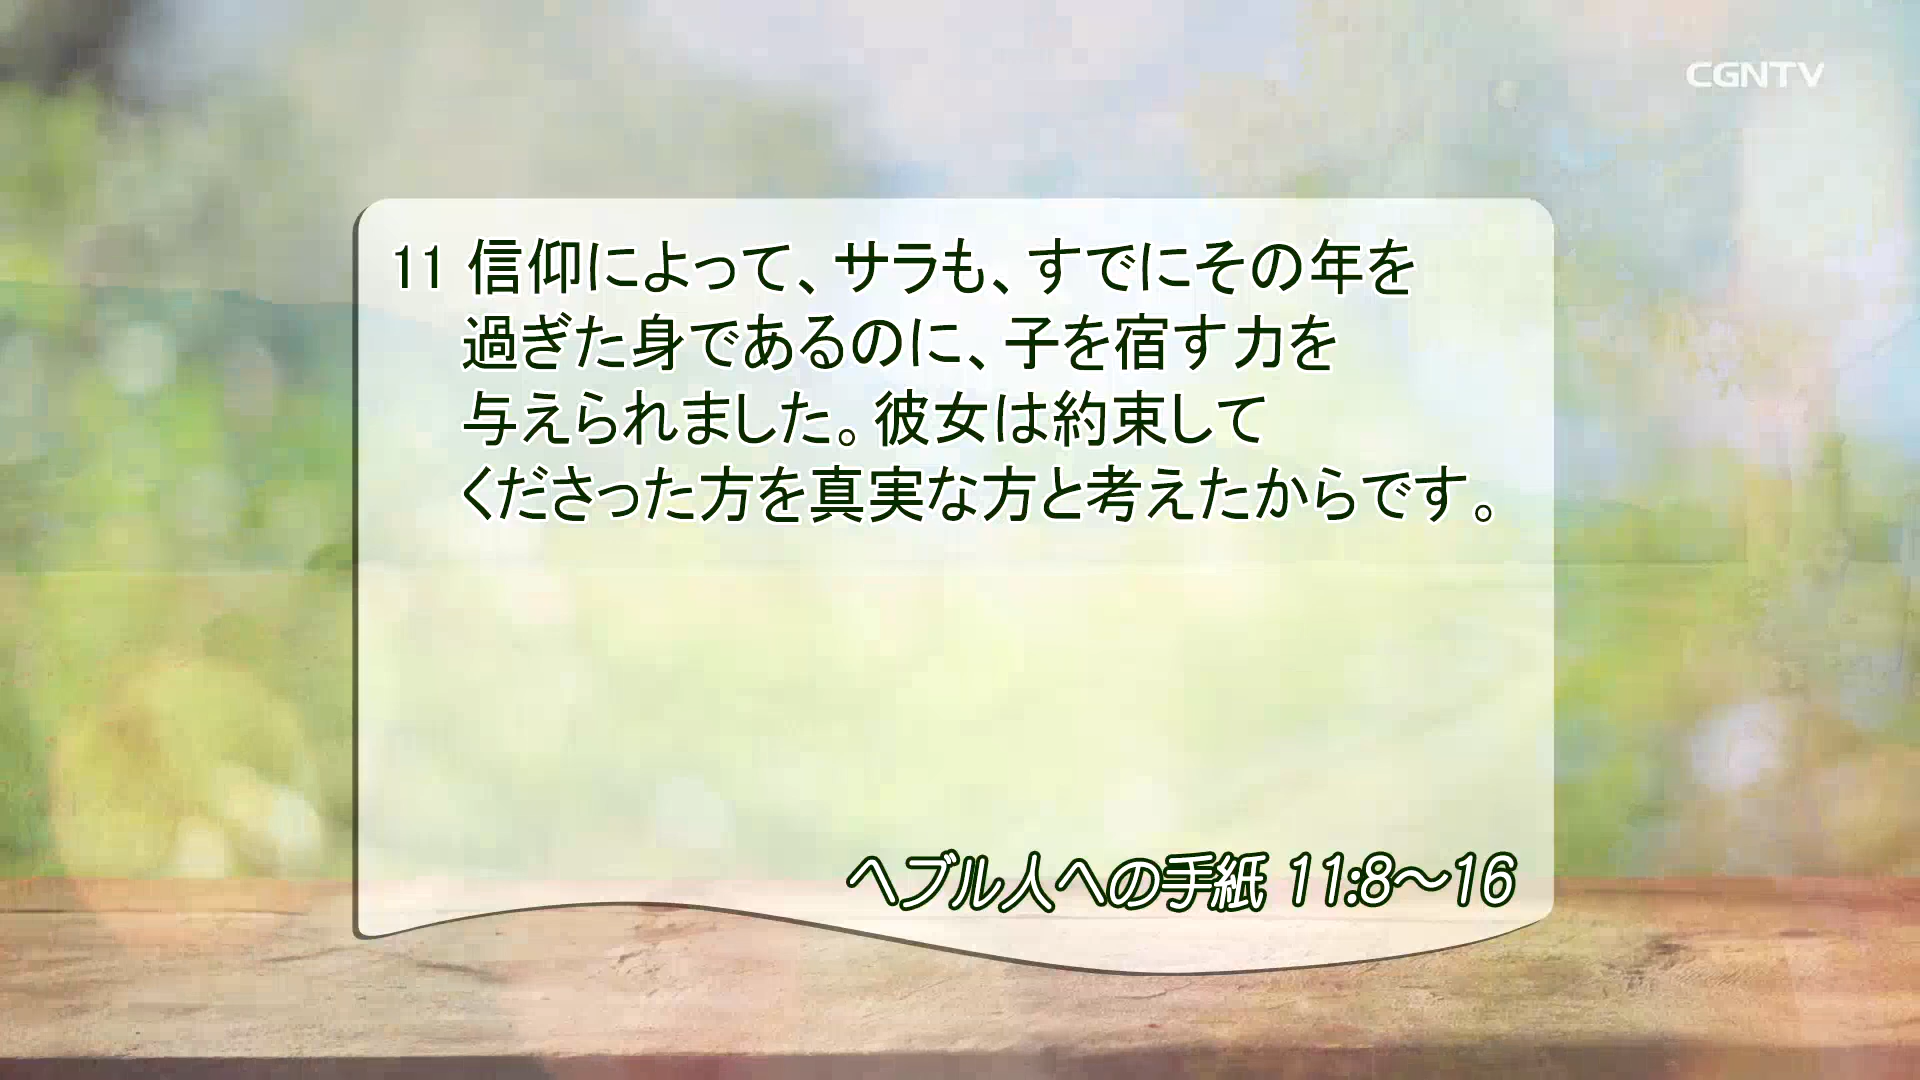 CGNTV
11 信仰によって、サラも、すでにその年を
過ぎた身であるのに、子を宿す力を
与えられました。彼女は約束して
くださった方を真実な方と考えたからです。
ヘブル人への手紙 11:8〜16